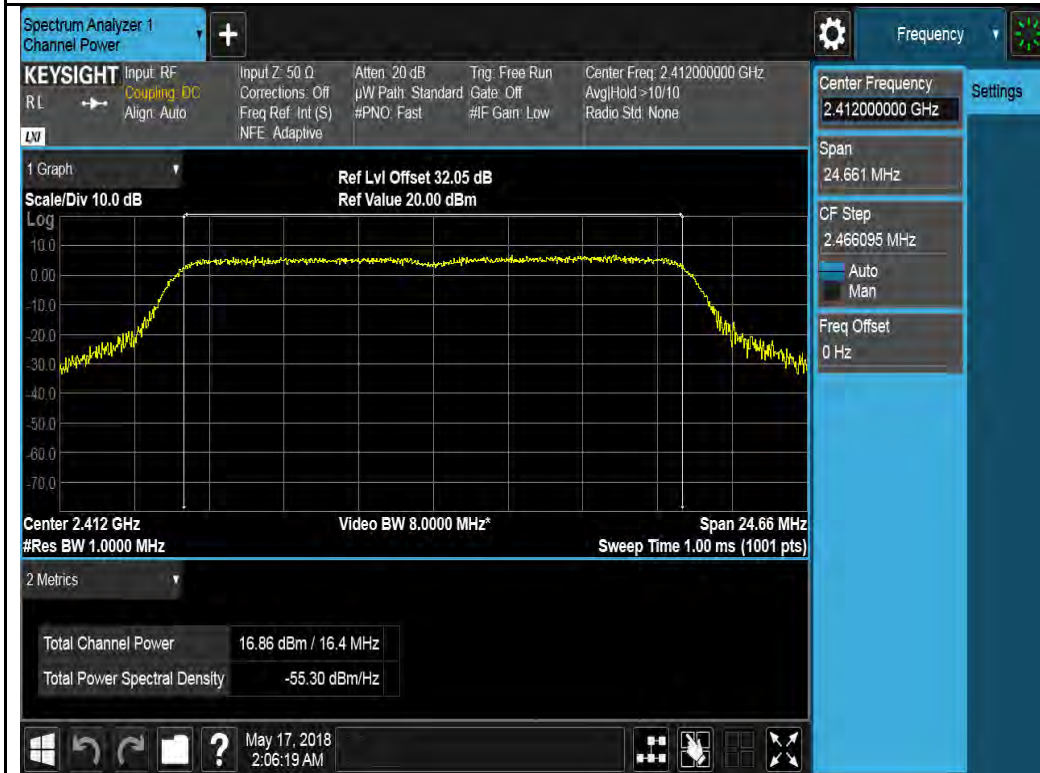 Spectrum Analyzer 1
Channel Power
+
Frequency
KEYSIGHT
RL
LXI
Input: RF
Coupling: DC
Align: Auto
Input Z: 50 Ω
Corrections: Off
Freq Ref: Int (S)
NFE: Adaptive
Atten: 20 dB
µW Path: Standard
#PNO: Fast
Trig: Free Run
Gate: Off
#IF Gain: Low
Center Freq: 2.412000000 GHz
Avg|Hold >10/10
Radio Std: None
Center Frequency
2.412000000 GHz
Settings
Span
24.661 MHz
CF Step
2.466095 MHz
Auto
Man
Freq Offset
0 Hz
1 Graph
Scale/Div 10.0 dB
Ref Lvl Offset 32.05 dB
Ref Value 20.00 dBm
Log
10.0
0.00
-10.0
-20.0
-30.0
-40.0
-50.0
-60.0
-70.0
Center 2.412 GHz
#Res BW 1.0000 MHz
Video BW 8.0000 MHz*
Span 24.66 MHz
Sweep Time 1.00 ms (1001 pts)
2 Metrics
Total Channel Power 16.86 dBm / 16.4 MHz
Total Power Spectral Density -55.30 dBm/Hz
?
May 17, 2018
2:06:19 AM